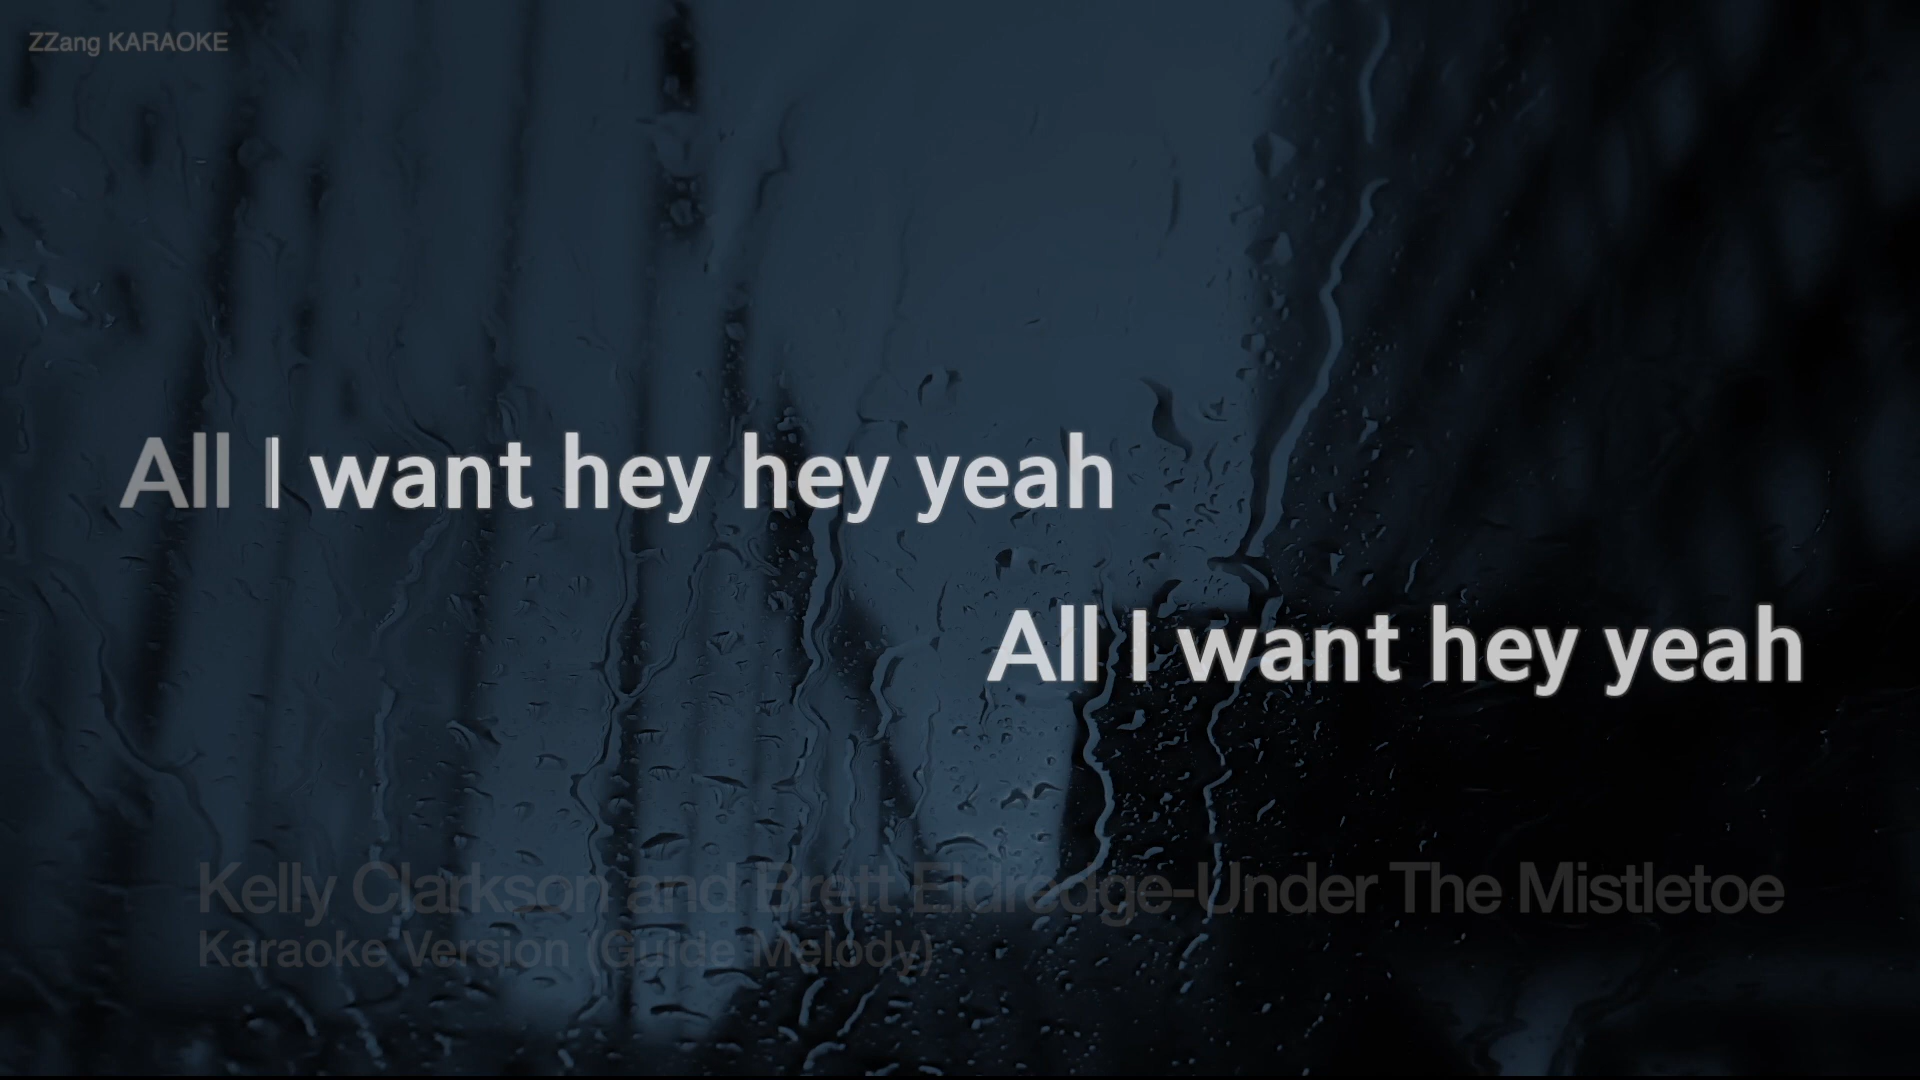 ZZang KARAOKE
All I want hey hey yeah
All I want hey yeah
Kelly Clarkson and Brett Eldredge-Under The Mistletoe
Karaoke Version (Guide Melody)